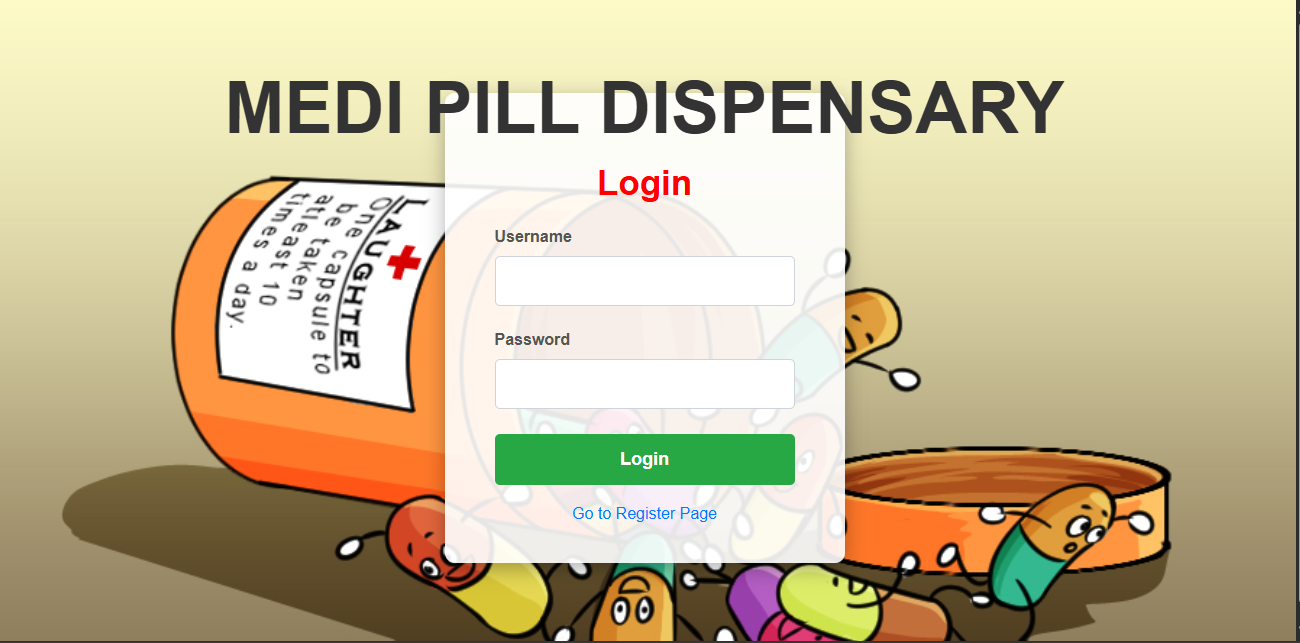 MEDI PILL DISPENSARY
LAUGHTER
One capsule to
be taken
atleast 10
times a day.
Login
Username
Password
Login
Go to Register Page